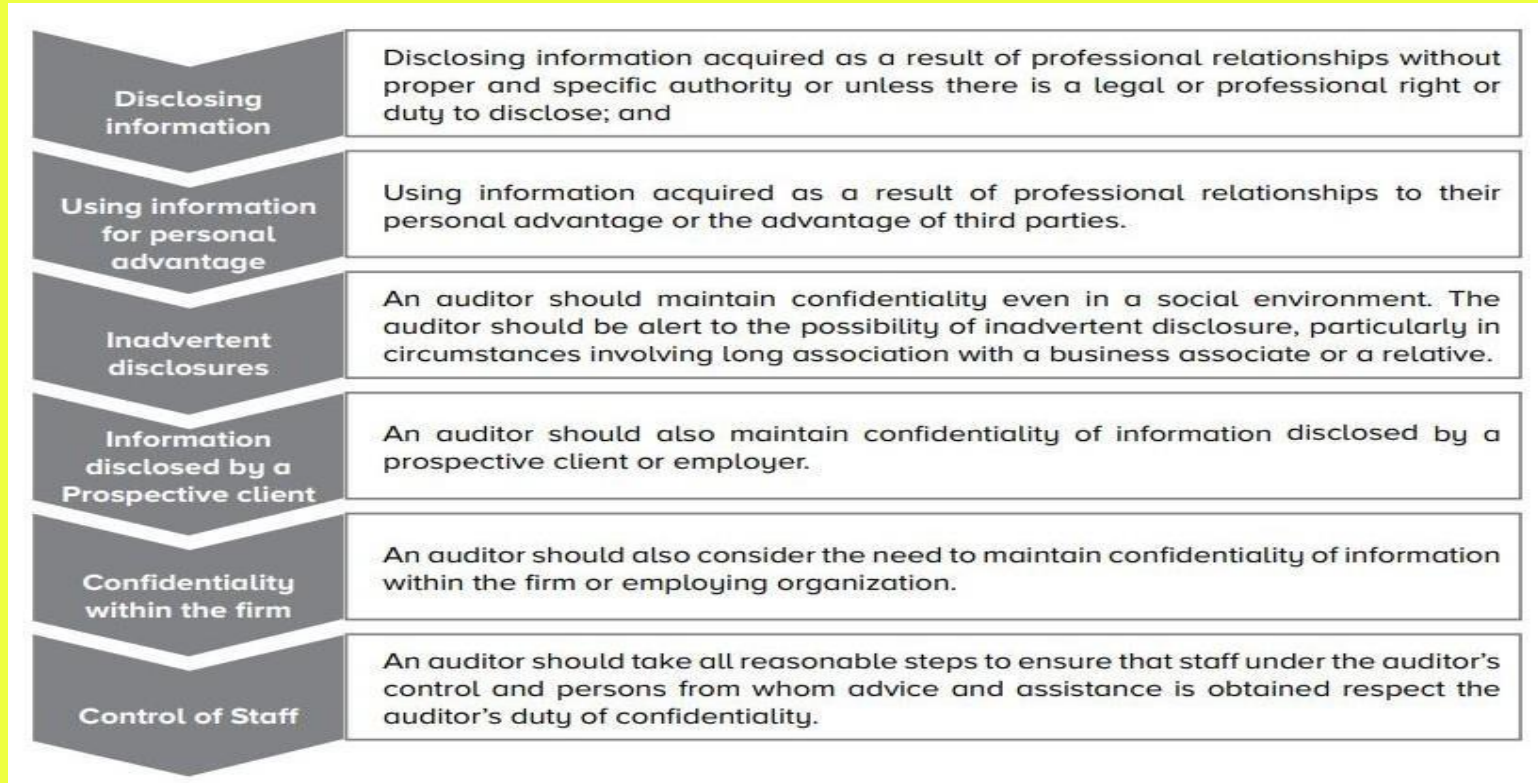 Disclosing
information
Disclosing information acquired as a result of professional relationships without
proper and specific authority or unless there is a legal or professional right or
duty to disclose; and
Using information
for personal
advantage
Using information acquired as a result of professional relationships to their
personal advantage or the advantage of third parties.
Inadvertent
disclosures
An auditor should maintain confidentiality even in a social environment. The
auditor should be alert to the possibility of inadvertent disclosure, particularly in
circumstances involving long association with a business associate or a relative.
Information
disclosed by a
Prospective client
An auditor should also maintain confidentiality of information disclosed by a
prospective client or employer.
Confidentiality
within the firm
An auditor should also consider the need to maintain confidentiality of information
within the firm or employing organization.
Control of Staff
An auditor should take all reasonable steps to ensure that staff under the auditor's
control and persons from whom advice and assistance is obtained respect the
auditor's duty of confidentiality.